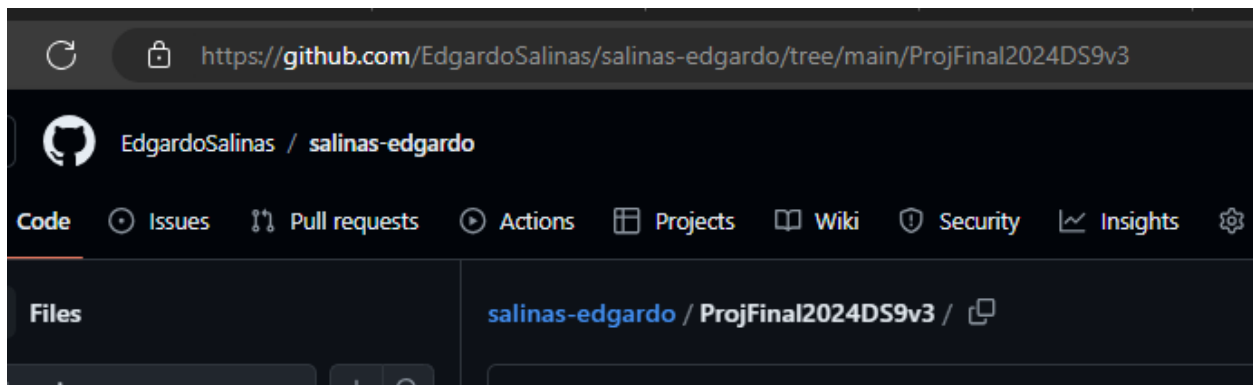 https://github.com/EdgardoSalinas/salinas-edgardo/tree/main/ProjFinal2024DS9v3
EdgardoSalinas / salinas-edgardo
Code Issues Pull requests Actions Projects Wiki Security Insights
Files
salinas-edgardo / ProjFinal2024DS9v3 /